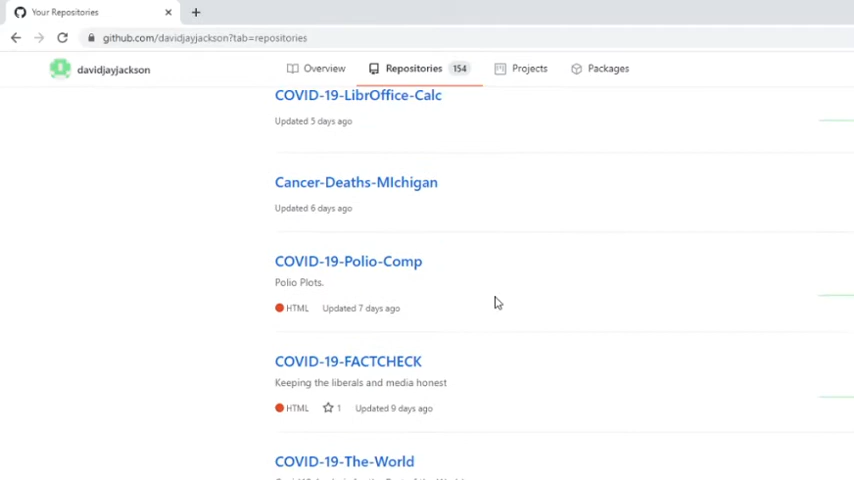 Your Repositories
github.com/davidjayjackson?tab=repositories
davidjayjackson Overview Repositories 154 Projects Packages
COVID-19-LibrOffice-Calc
Updated 5 days ago
Cancer-Deaths-MIchigan
Updated 6 days ago
COVID-19-Polio-Comp
Polio Plots.
HTML Updated 7 days ago
COVID-19-FACTCHECK
Keeping the liberals and media honest
HTML 1 Updated 9 days ago
COVID-19-The-World